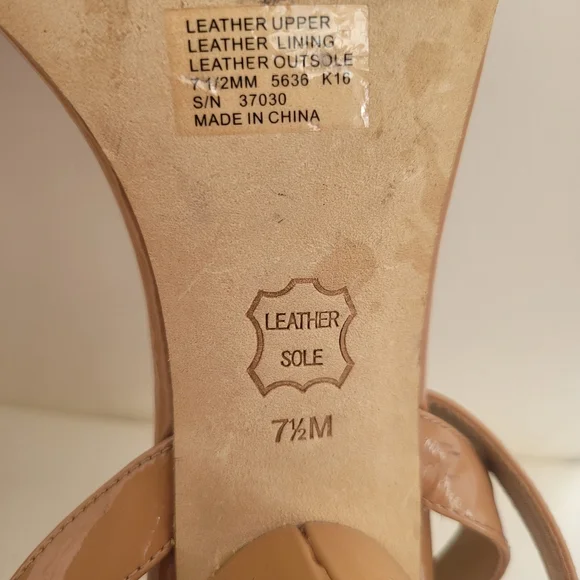 LEATHER UPPER
LEATHER LINING
LEATHER OUTSOLE
7 1/2MM 5636 K16
S/N 37030
MADE IN CHINA
LEATHER
SOLE
7½M